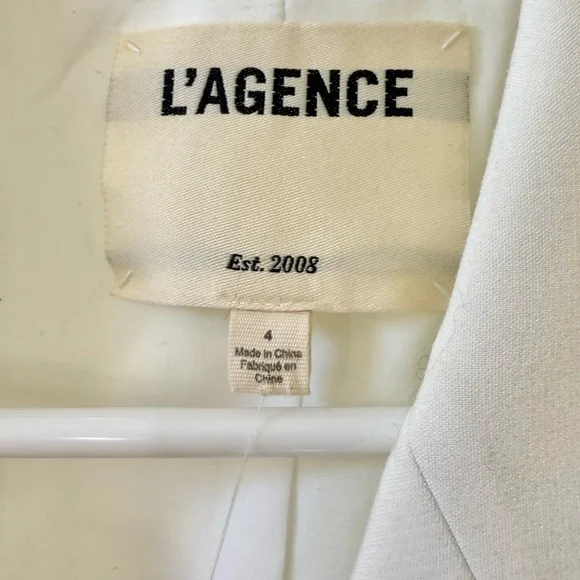 L'AGENCE
Est. 2008
4
Made in China
Fabriqué en
Chine